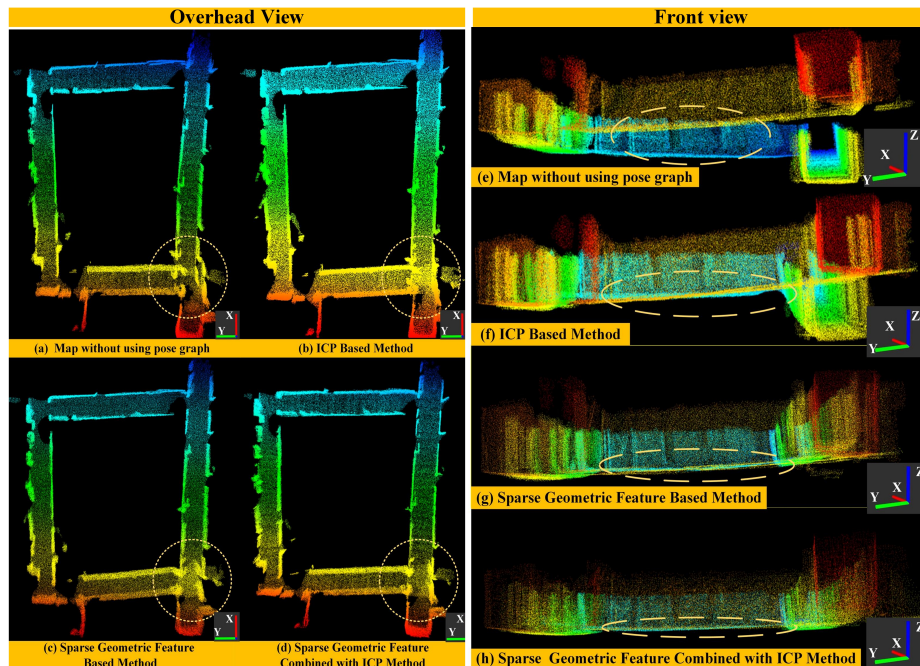 Overhead View
Front view
X
Y
(a) Map without using pose graph
X
Y
(b) ICP Based Method
X
Y
(c) Sparse Geometric Feature
Based Method
X
Y
(d) Sparse Geometric Feature
Combined with ICP Method
Z
X
Y
(e) Map without using pose graph
Z
X
Y
(f) ICP Based Method
Z
X
Y
(g) Sparse Geometric Feature Based Method
Z
X
Y
(h) Sparse Geometric Feature Combined with ICP Method